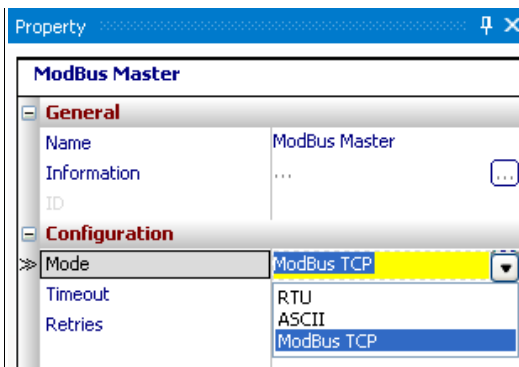 Property
ModBus Master
General
Name ModBus Master
Information ... ...
ID
Configuration
Mode ModBus TCP
Timeout RTU
ASCII
Retries ModBus TCP